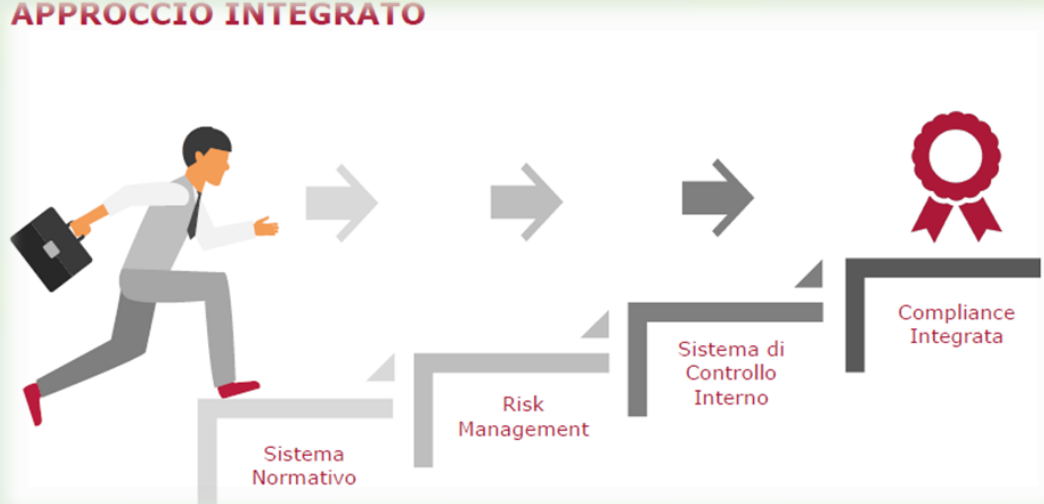 APPROCCIO INTEGRATO
Sistema
Normativo
Risk
Management
Sistema di
Controllo
Interno
Compliance
Integrata